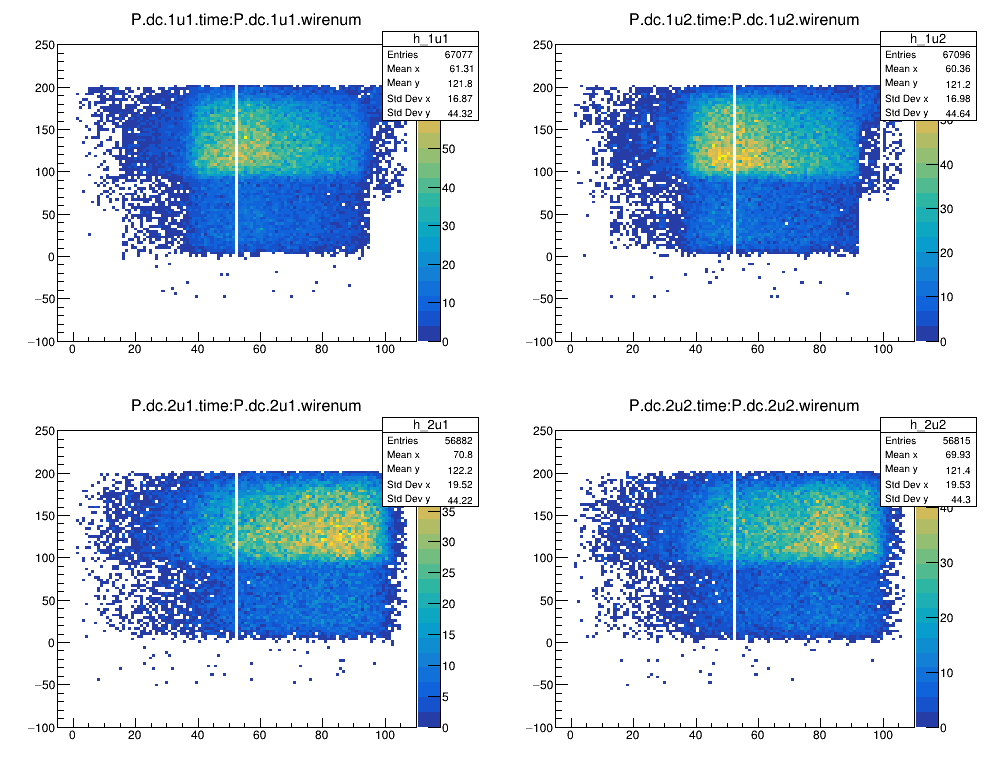 P.dc.1u1.time:P.dc.1u1.wirenum
h_1u1
Entries 67077
Mean x 61.31
Mean y 121.8
Std Dev x 16.87
Std Dev y 44.32
250
200
150
100
50
0
−50
−100
0 20 40 60 80 100
50
40
30
20
10
0
P.dc.1u2.time:P.dc.1u2.wirenum
h_1u2
Entries 67096
Mean x 60.36
Mean y 121.2
Std Dev x 16.98
Std Dev y 44.64
250
200
150
100
50
0
−50
−100
0 20 40 60 80 100
40
30
20
10
0
P.dc.2u1.time:P.dc.2u1.wirenum
h_2u1
Entries 56882
Mean x 70.8
Mean y 122.2
Std Dev x 19.52
Std Dev y 44.22
250
200
150
100
50
0
−50
−100
0 20 40 60 80 100
35
30
25
20
15
10
5
0
P.dc.2u2.time:P.dc.2u2.wirenum
h_2u2
Entries 56815
Mean x 69.93
Mean y 121.4
Std Dev x 19.53
Std Dev y 44.3
250
200
150
100
50
0
−50
−100
0 20 40 60 80 100
40
30
20
10
0